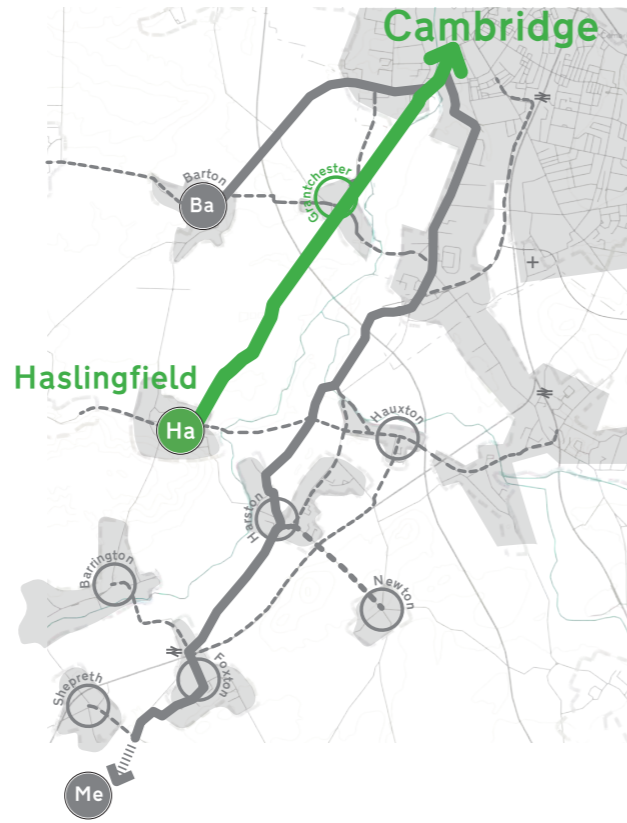 Cambridge
Barton
Ba
Grantchester
Haslingfield
Ha
Hauxton
Harston
Barrington
Newton
Foxton
Shepreth
Me